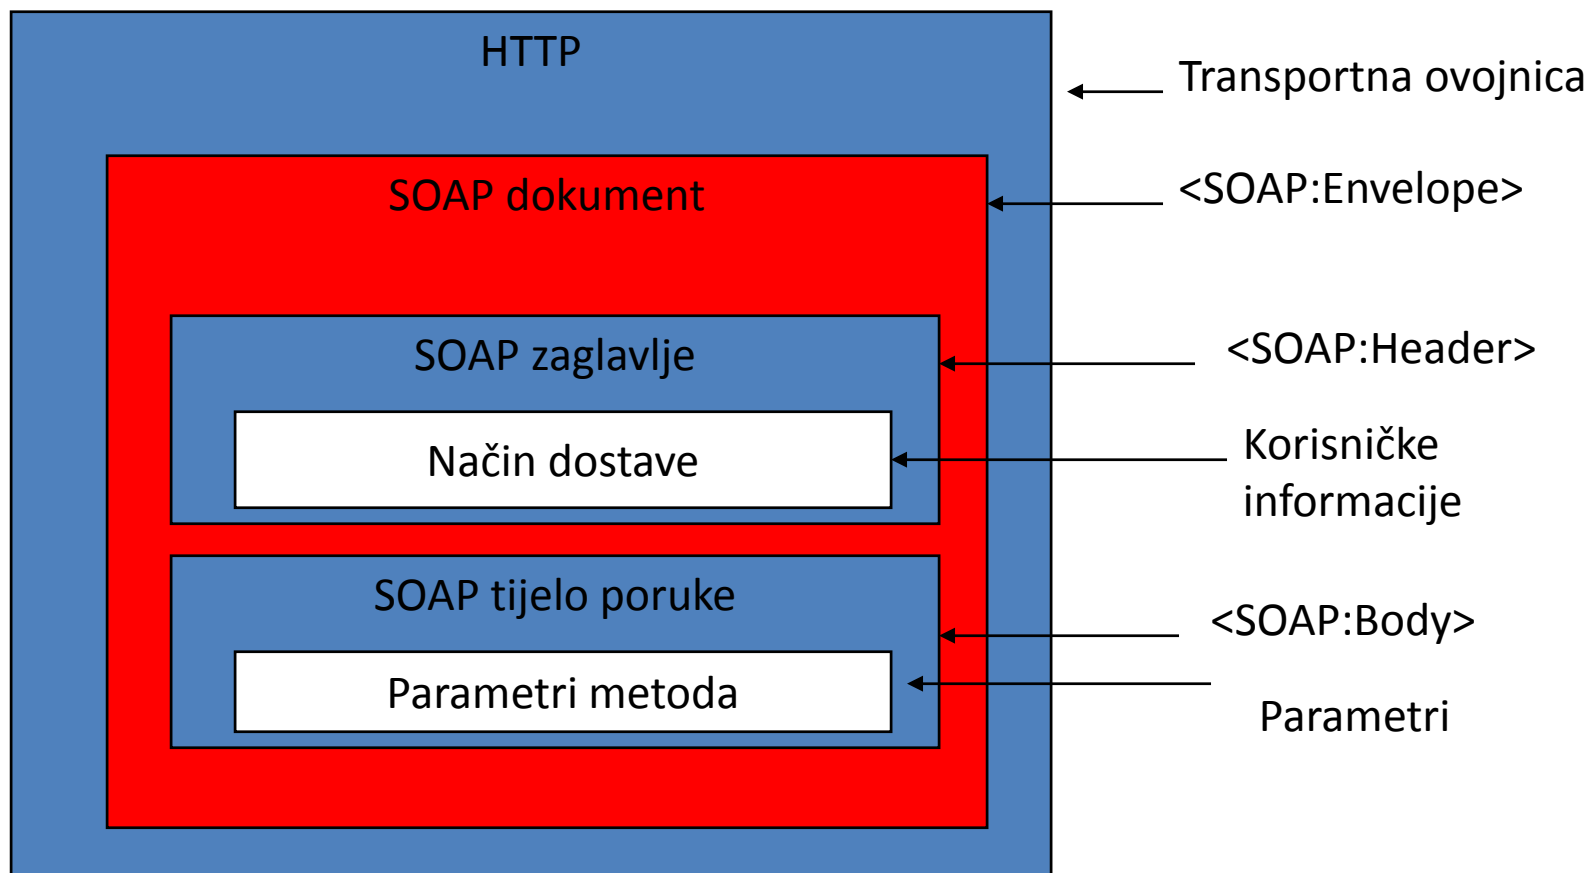 HTTP
Transportna ovojnica
SOAP dokument
<SOAP:Envelope>
SOAP zaglavlje
<SOAP:Header>
Način dostave
Korisničke
informacije
SOAP tijelo poruke
<SOAP:Body>
Parametri metoda
Parametri